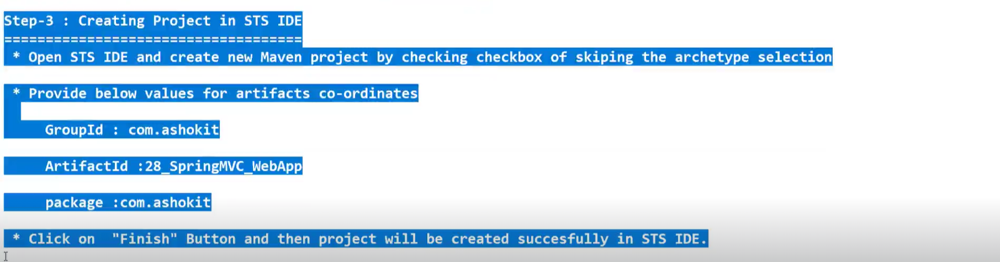 Step-3 : Creating Project in STS IDE
====================================
* Open STS IDE and create new Maven project by checking checkbox of skiping the archetype selection
* Provide below values for artifacts co-ordinates
GroupId : com.ashokit
ArtifactId :28_SpringMVC_WebApp
package :com.ashokit
* Click on  "Finish" Button and then project will be created succesfully in STS IDE.